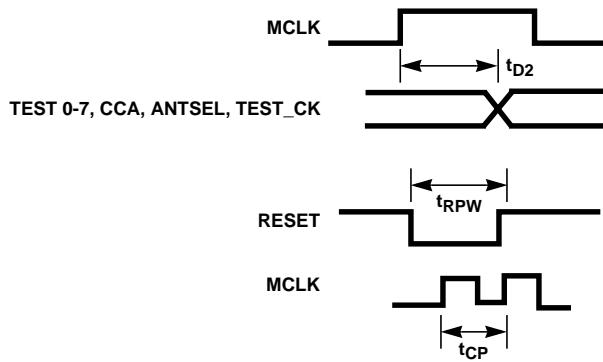 MCLK
tD2
TEST 0-7, CCA, ANTSEL, TEST_CK
tRPW
RESET
MCLK
tCP